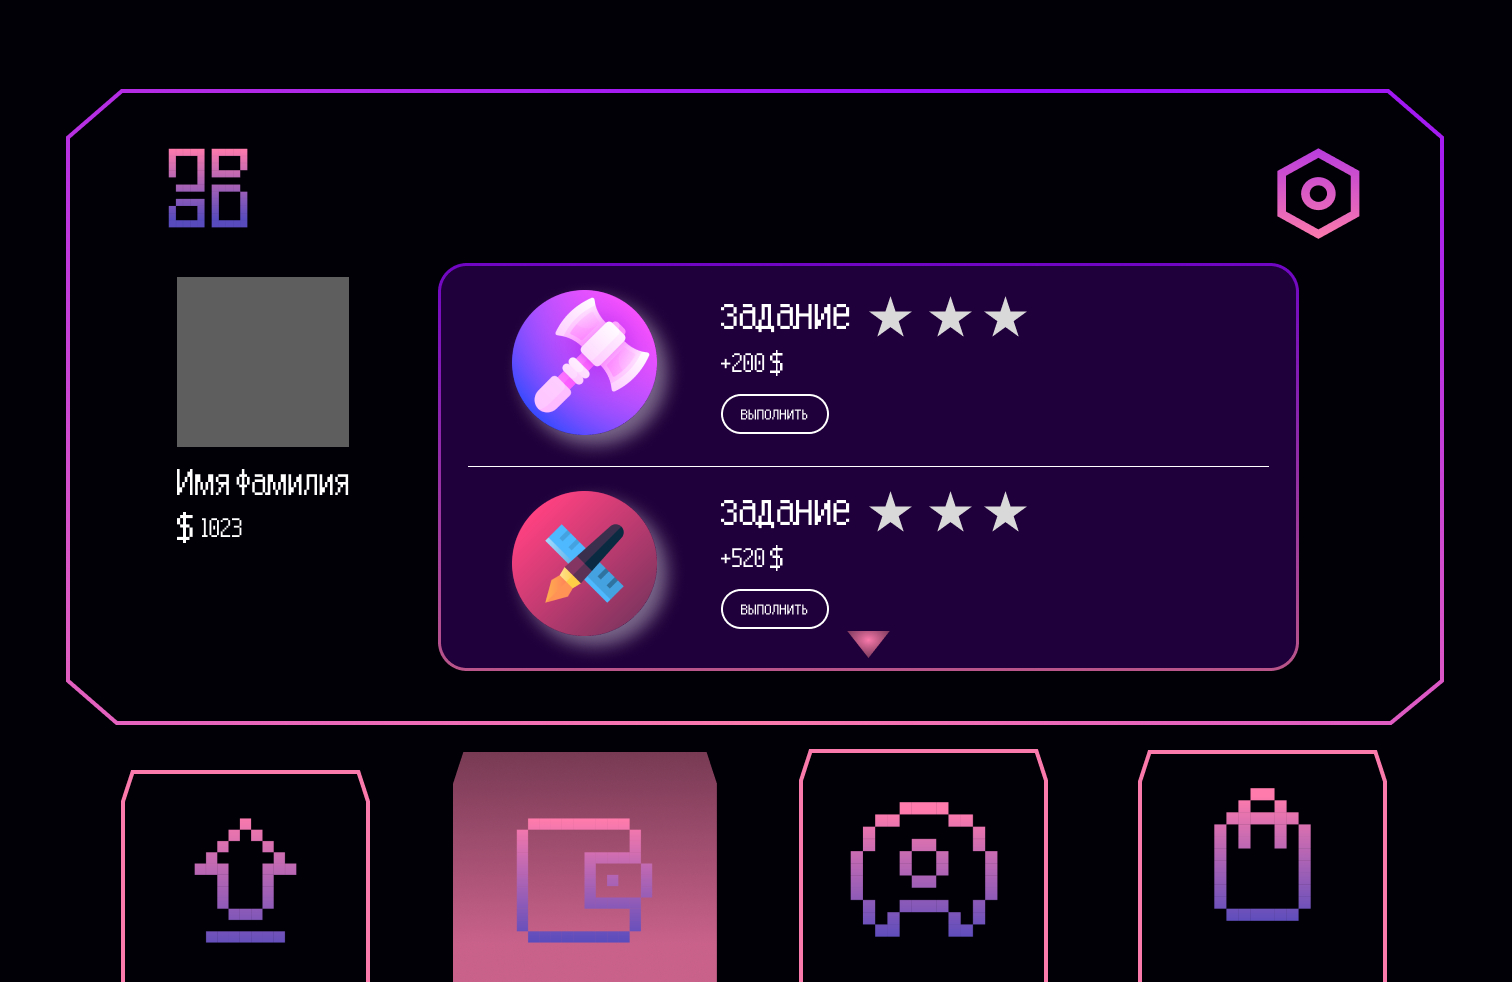 задание
+200 $
ВЫПОЛНИТЬ
Имя Фамилия
$ 1023
задание
+520 $
ВЫПОЛНИТЬ